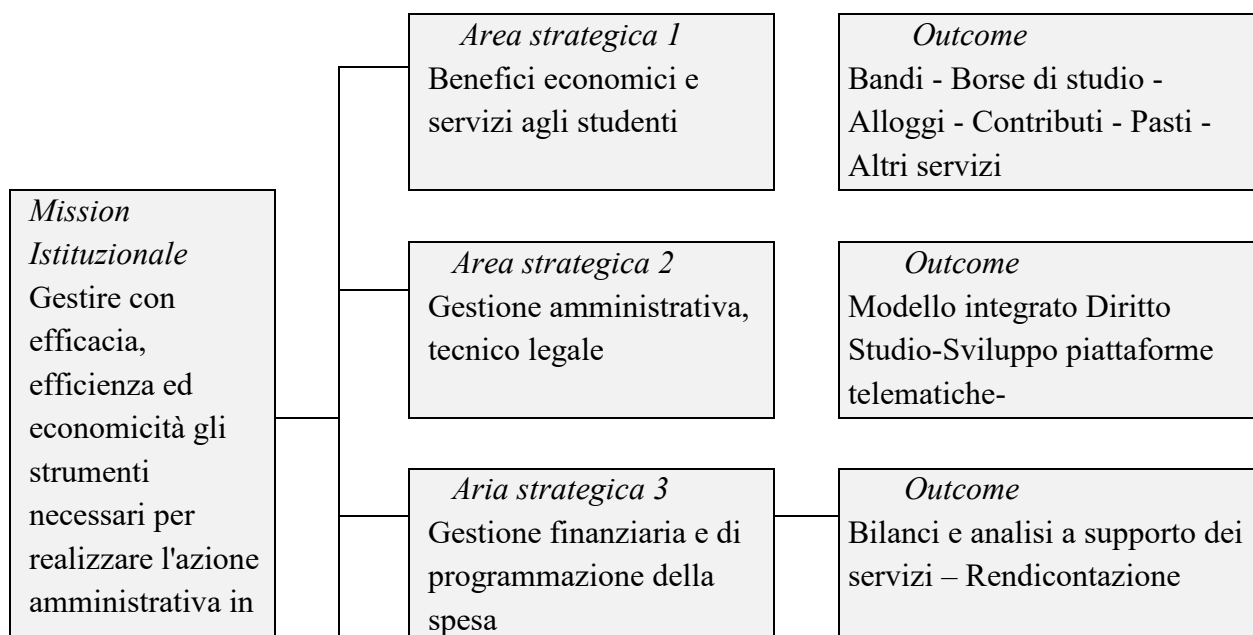 Area strategica 1
Benefici economici e
servizi agli studenti
Outcome
Bandi - Borse di studio -
Alloggi - Contributi - Pasti -
Altri servizi
Mission
Istituzionale
Gestire con
efficacia,
efficienza ed
economicità gli
strumenti
necessari per
realizzare l'azione
amministrativa in
Area strategica 2
Gestione amministrativa,
tecnico legale
Outcome
Modello integrato Diritto
Studio-Sviluppo piattaforme
telematiche-
Aria strategica 3
Gestione finanziaria e di
programmazione della
spesa
Outcome
Bilanci e analisi a supporto dei
servizi – Rendicontazione